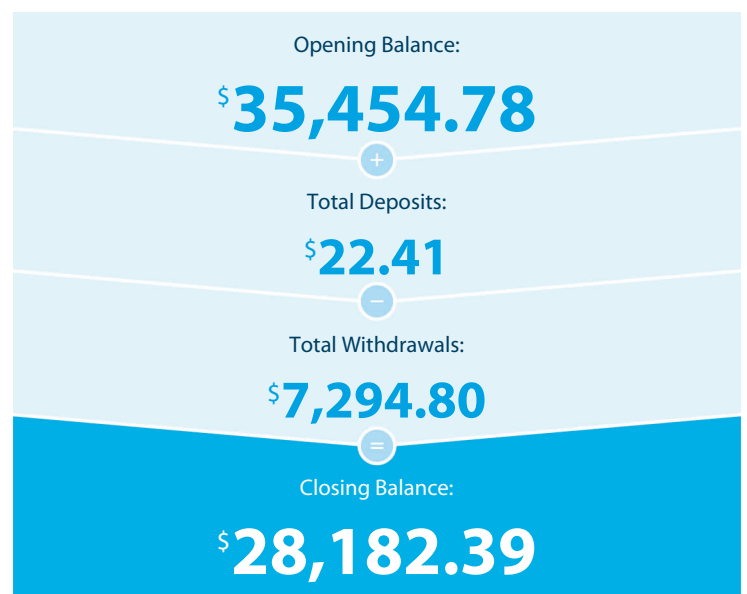 Opening Balance:
$35,454.78
+
Total Deposits:
$22.41
−
Total Withdrawals:
$7,294.80
=
Closing Balance:
$28,182.39